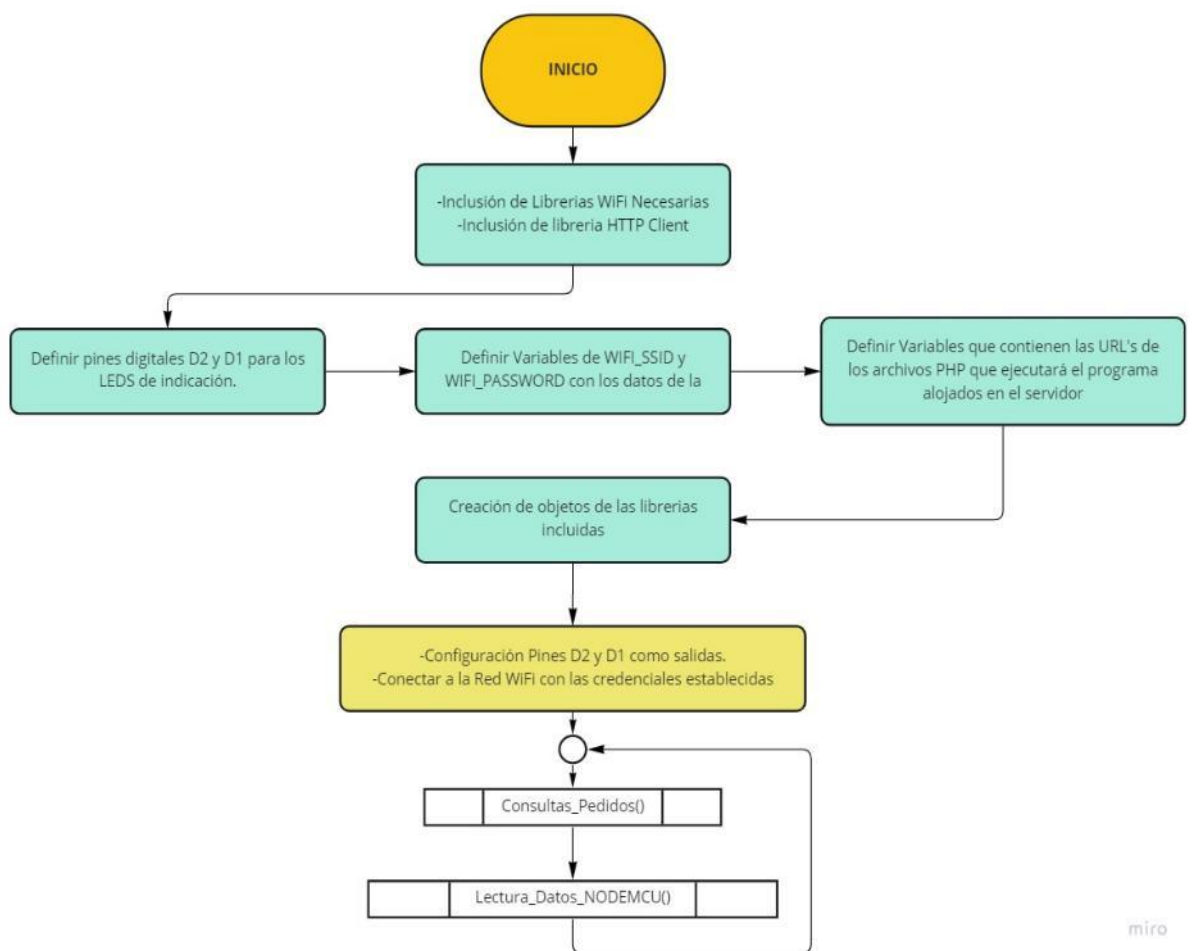 INICIO
-Inclusión de Librerias WiFi Necesarias
-Inclusión de libreria HTTP Client
Definir pines digitales D2 y D1 para los
LEDS de indicación.
Definir Variables de WIFI_SSID y
WIFI_PASSWORD con los datos de la
Definir Variables que contienen las URL's de
los archivos PHP que ejecutará el programa
alojados en el servidor
Creación de objetos de las librerias
incluidas
-Configuración Pines D2 y D1 como salidas.
-Conectar a la Red WiFi con las credenciales establecidas
Consultas_Pedidos()
Lectura_Datos_NODEMCU()
miro